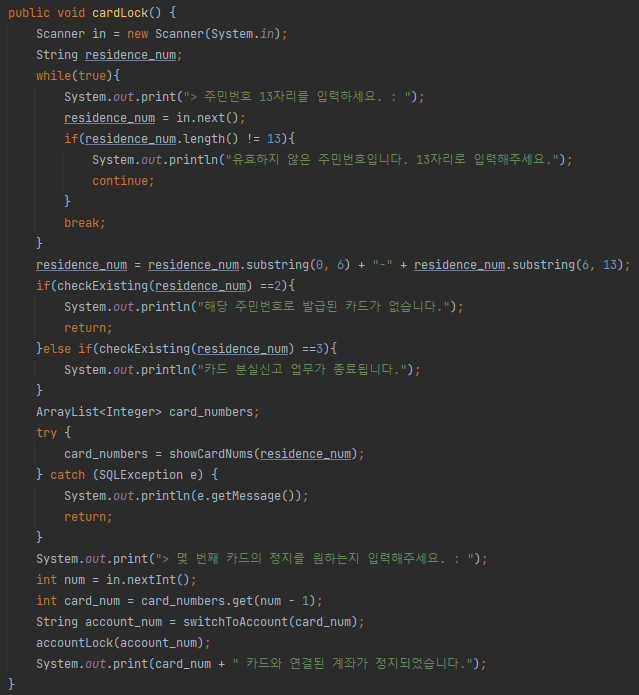 public void cardLock() {
    Scanner in = new Scanner(System.in);
    String residence_num;
    while(true){
        System.out.print("> 주민번호 13자리를 입력하세요. : ");
        residence_num = in.next();
        if(residence_num.length() != 13){
            System.out.println("유효하지 않은 주민번호입니다. 13자리로 입력해주세요.");
            continue;
        }
        break;
    }
    residence_num = residence_num.substring(0, 6) + "-" + residence_num.substring(6, 13);
    if(checkExisting(residence_num) ==2){
        System.out.println("해당 주민번호로 발급된 카드가 없습니다.");
        return;
    }else if(checkExisting(residence_num) ==3){
        System.out.println("카드 분실신고 업무가 종료됩니다.");
    }
    ArrayList<Integer> card_numbers;
    try {
        card_numbers = showCardNums(residence_num);
    } catch (SQLException e) {
        System.out.println(e.getMessage());
        return;
    }
    System.out.print("> 몇 번째 카드의 정지를 원하는지 입력해주세요. : ");
    int num = in.nextInt();
    int card_num = card_numbers.get(num - 1);
    String account_num = switchToAccount(card_num);
    accountLock(account_num);
    System.out.print(card_num + " 카드와 연결된 계좌가 정지되었습니다.");
}